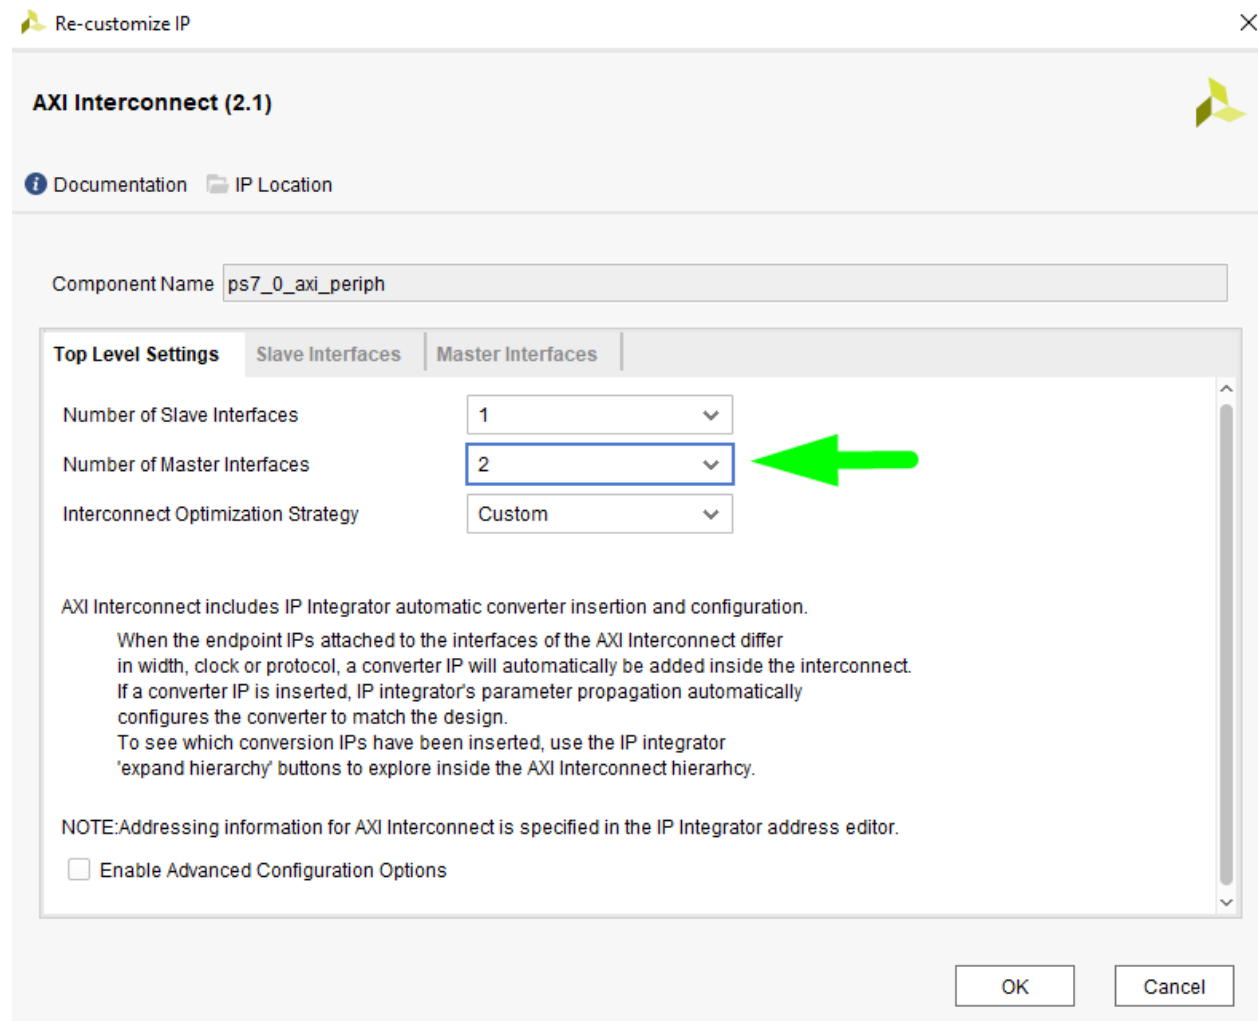 Re-customize IP
AXI Interconnect (2.1)
Documentation IP Location
Component Name ps7_0_axi_periph
Top Level Settings Slave Interfaces Master Interfaces
Number of Slave Interfaces 1
Number of Master Interfaces 2
Interconnect Optimization Strategy Custom
AXI Interconnect includes IP Integrator automatic converter insertion and configuration.
When the endpoint IPs attached to the interfaces of the AXI Interconnect differ
in width, clock or protocol, a converter IP will automatically be added inside the interconnect.
If a converter IP is inserted, IP integrator's parameter propagation automatically
configures the converter to match the design.
To see which conversion IPs have been inserted, use the IP integrator
'expand hierarchy' buttons to explore inside the AXI Interconnect hierarhcy.
NOTE:Addressing information for AXI Interconnect is specified in the IP Integrator address editor.
Enable Advanced Configuration Options
OK Cancel